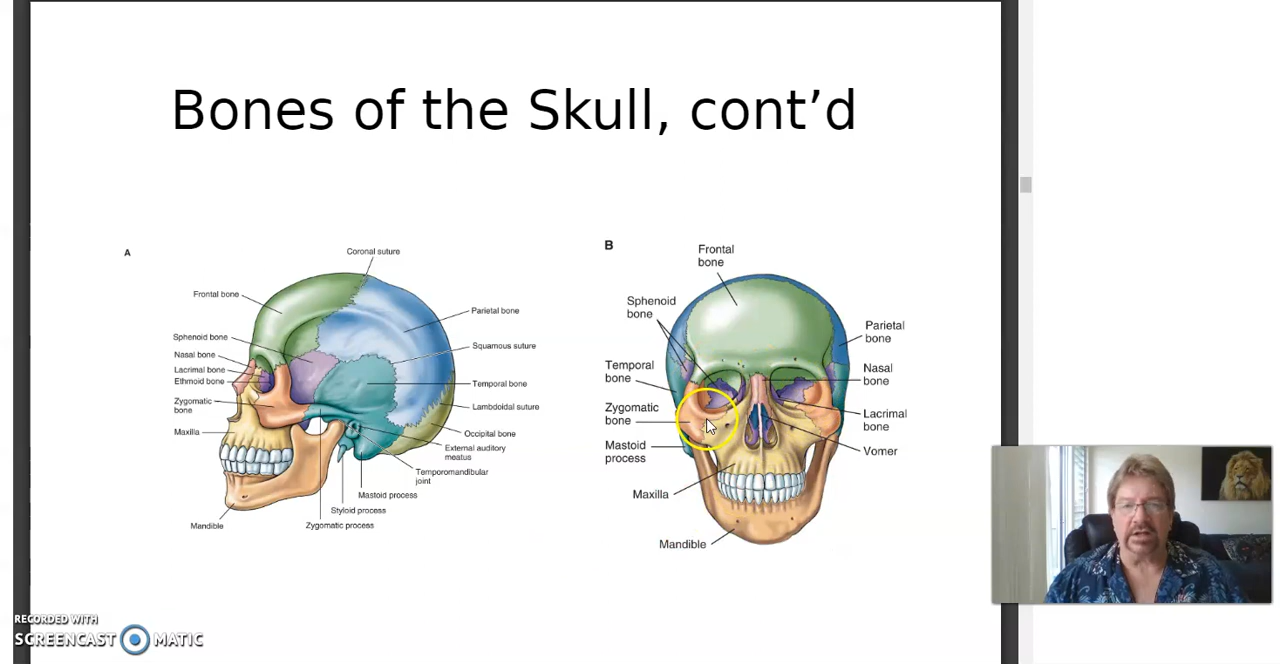 Bones of the Skull, cont’d
A
Coronal suture
Frontal bone
Parietal bone
Sphenoid bone
Squamous suture
Nasal bone
Lacrimal bone
Ethmoid bone
Temporal bone
Zygomatic
bone
Lambdoidal suture
Maxilla
Occipital bone
External auditory
meatus
Temporomandibular
joint
Mastoid process
Styloid process
Mandible
Zygomatic process
B
Frontal
bone
Sphenoid
bone
Parietal
bone
Temporal
bone
Nasal
bone
Zygomatic
bone
Lacrimal
bone
Mastoid
process
Vomer
Maxilla
Mandible
RECORDED WITH
SCREENCAST MATIC